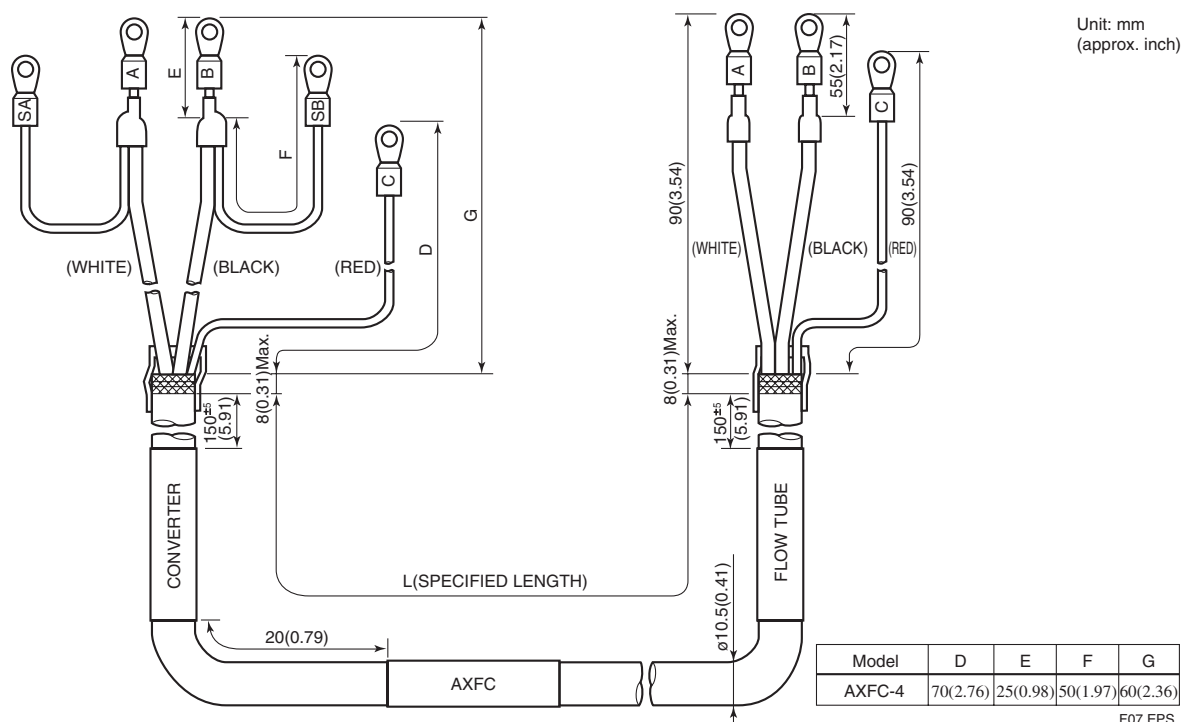 Unit: mm
(approx. inch)
SA
A
E
B
SB
F
C
G
D
(WHITE)
(BLACK)
(RED)
8(0.31)Max.
150±5
(5.91)
CONVERTER
20(0.79)
AXFC
L(SPECIFIED LENGTH)
A
B
55(2.17)
C
90(3.54)
90(3.54)
(WHITE)
(BLACK)
(RED)
8(0.31)Max.
150±5
(5.91)
FLOW TUBE
ø10.5(0.41)
Model D E F G
AXFC-4 70(2.76) 25(0.98) 50(1.97) 60(2.36)
F07.EPS